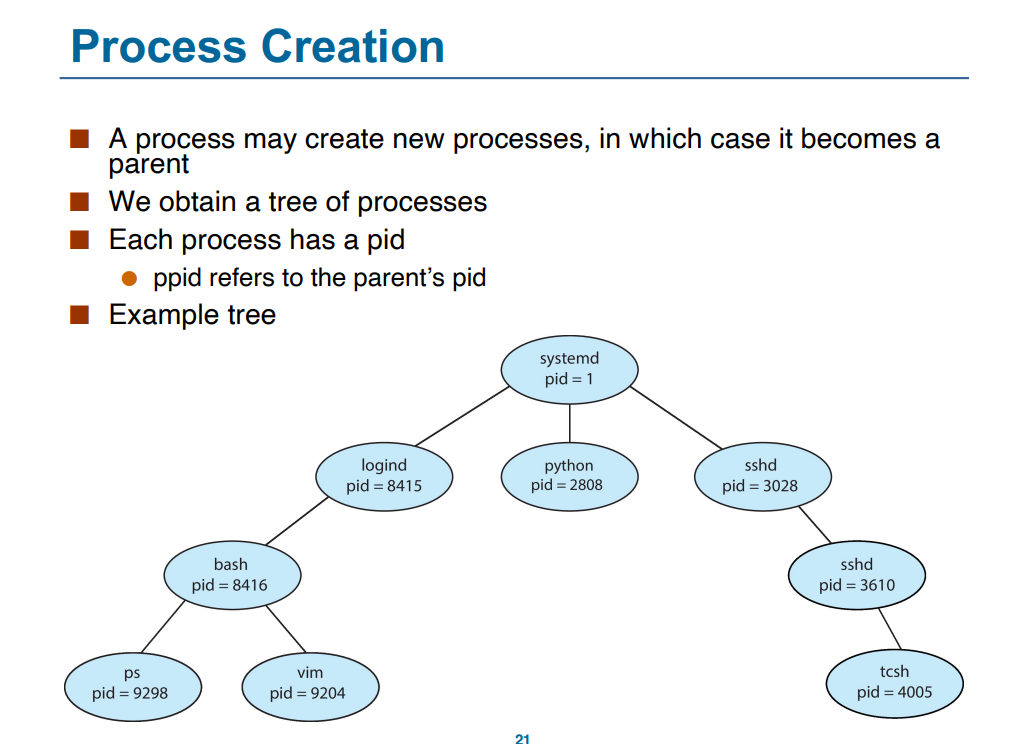 Process Creation
A process may create new processes, in which case it becomes a
parent
We obtain a tree of processes
Each process has a pid
ppid refers to the parent's pid
Example tree
systemd
pid = 1
logind
pid = 8415
python
pid = 2808
sshd
pid = 3028
bash
pid = 8416
sshd
pid = 3610
ps
pid = 9298
vim
pid = 9204
tcsh
pid = 4005
21